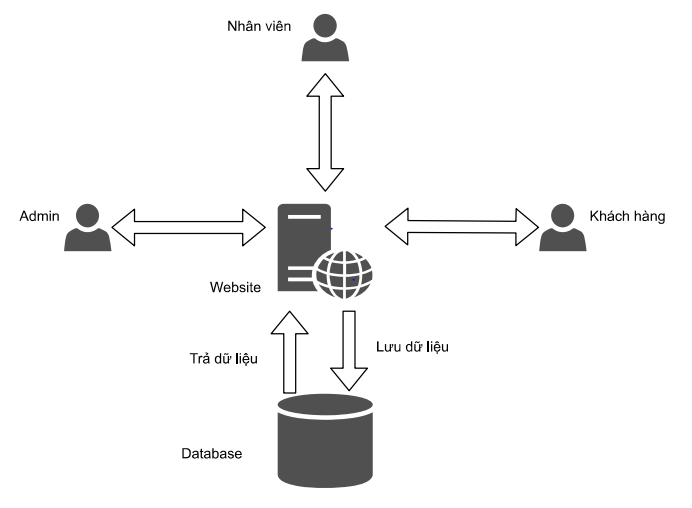 Nhân viên
Admin
Khách hàng
Website
Trả dữ liệu
Lưu dữ liệu
Database